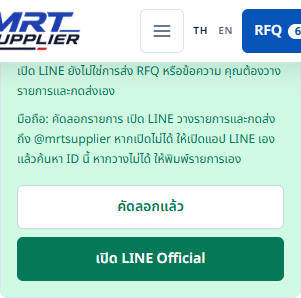 MRT
SUPPLIER
TH EN
RFQ 6
เปิด LINE ยังไม่ใช่การส่ง RFQ หรือข้อความ คุณต้องวาง
รายการและกดส่งเอง
มือถือ: คัดลอกรายการ เปิด LINE วางรายการและกดส่ง
ถึง @mrtsupplier หากเปิดไม่ได้ ให้เปิดแอป LINE เอง
แล้วค้นหา ID นี้ หากวางไม่ได้ ให้พิมพ์รายการเอง
คัดลอกแล้ว
เปิด LINE Official